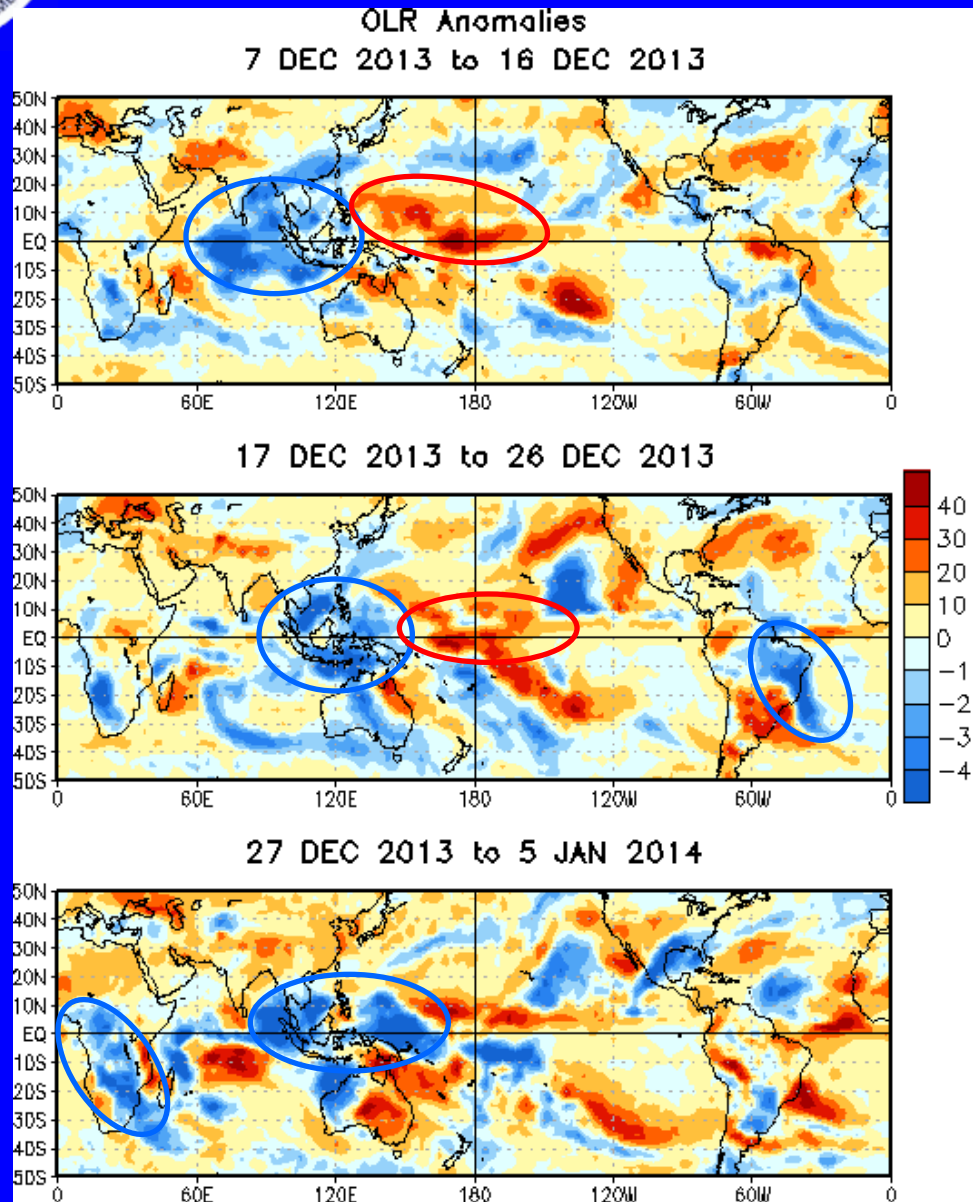 OLR Anomalies
7 DEC 2013 to 16 DEC 2013
50N
40N
30N
20N
10N
EQ
10S
20S
30S
40S
50S
0 60E 120E 180 120W 60W 0
17 DEC 2013 to 26 DEC 2013
50N
40N
30N
20N
10N
EQ
10S
20S
30S
40S
50S
0 60E 120E 180 120W 60W 0
40
30
20
10
0
-1
-2
-3
-4
27 DEC 2013 to 5 JAN 2014
50N
40N
30N
20N
10N
EQ
10S
20S
30S
40S
50S
0 60E 120E 180 120W 60W 0